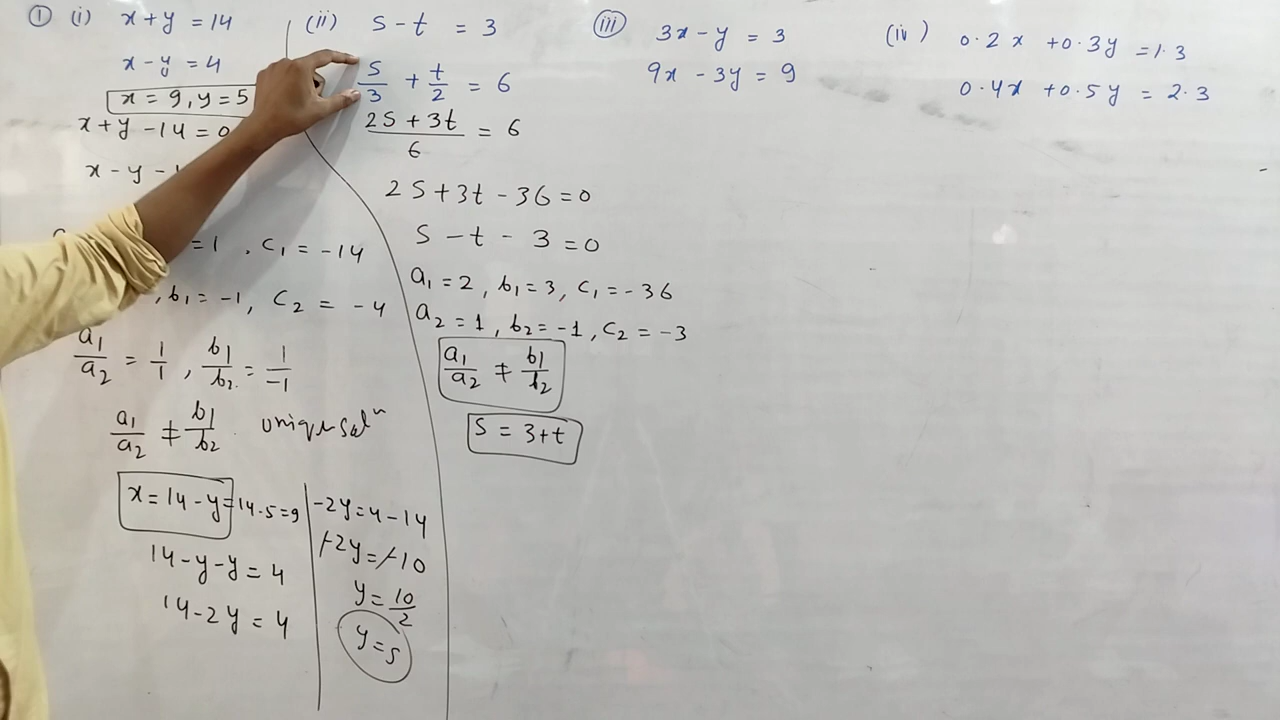 ① (i) x + y = 14
x - y = 4
x = 9, y = 5
x + y - 14 = 0
x - y -
= 1 , c₁ = -14
, b₁ = -1, c₂ = -4
a₁/a₂ = 1/1 , b₁/b₂ = 1/-1
a₁/a₂ ≠ b₁/b₂ uniqu solⁿ
x = 14 - y = 14 - 5 = 9
14 - y - y = 4
14 - 2y = 4
-2y = 4 - 14
-2y = -10
y = 10/2
y = 5
(ii) s - t = 3
s/3 + t/2 = 6
2s + 3t / 6 = 6
2s + 3t - 36 = 0
s - t - 3 = 0
a₁ = 2 , b₁ = 3, c₁ = -36
a₂ = 1 , b₂ = -1 , c₂ = -3
a₁/a₂ ≠ b₁/b₂
s = 3 + t
(iii) 3x - y = 3
9x - 3y = 9
(iv) 0.2x + 0.3y = 1.3
0.4x + 0.5y = 2.3